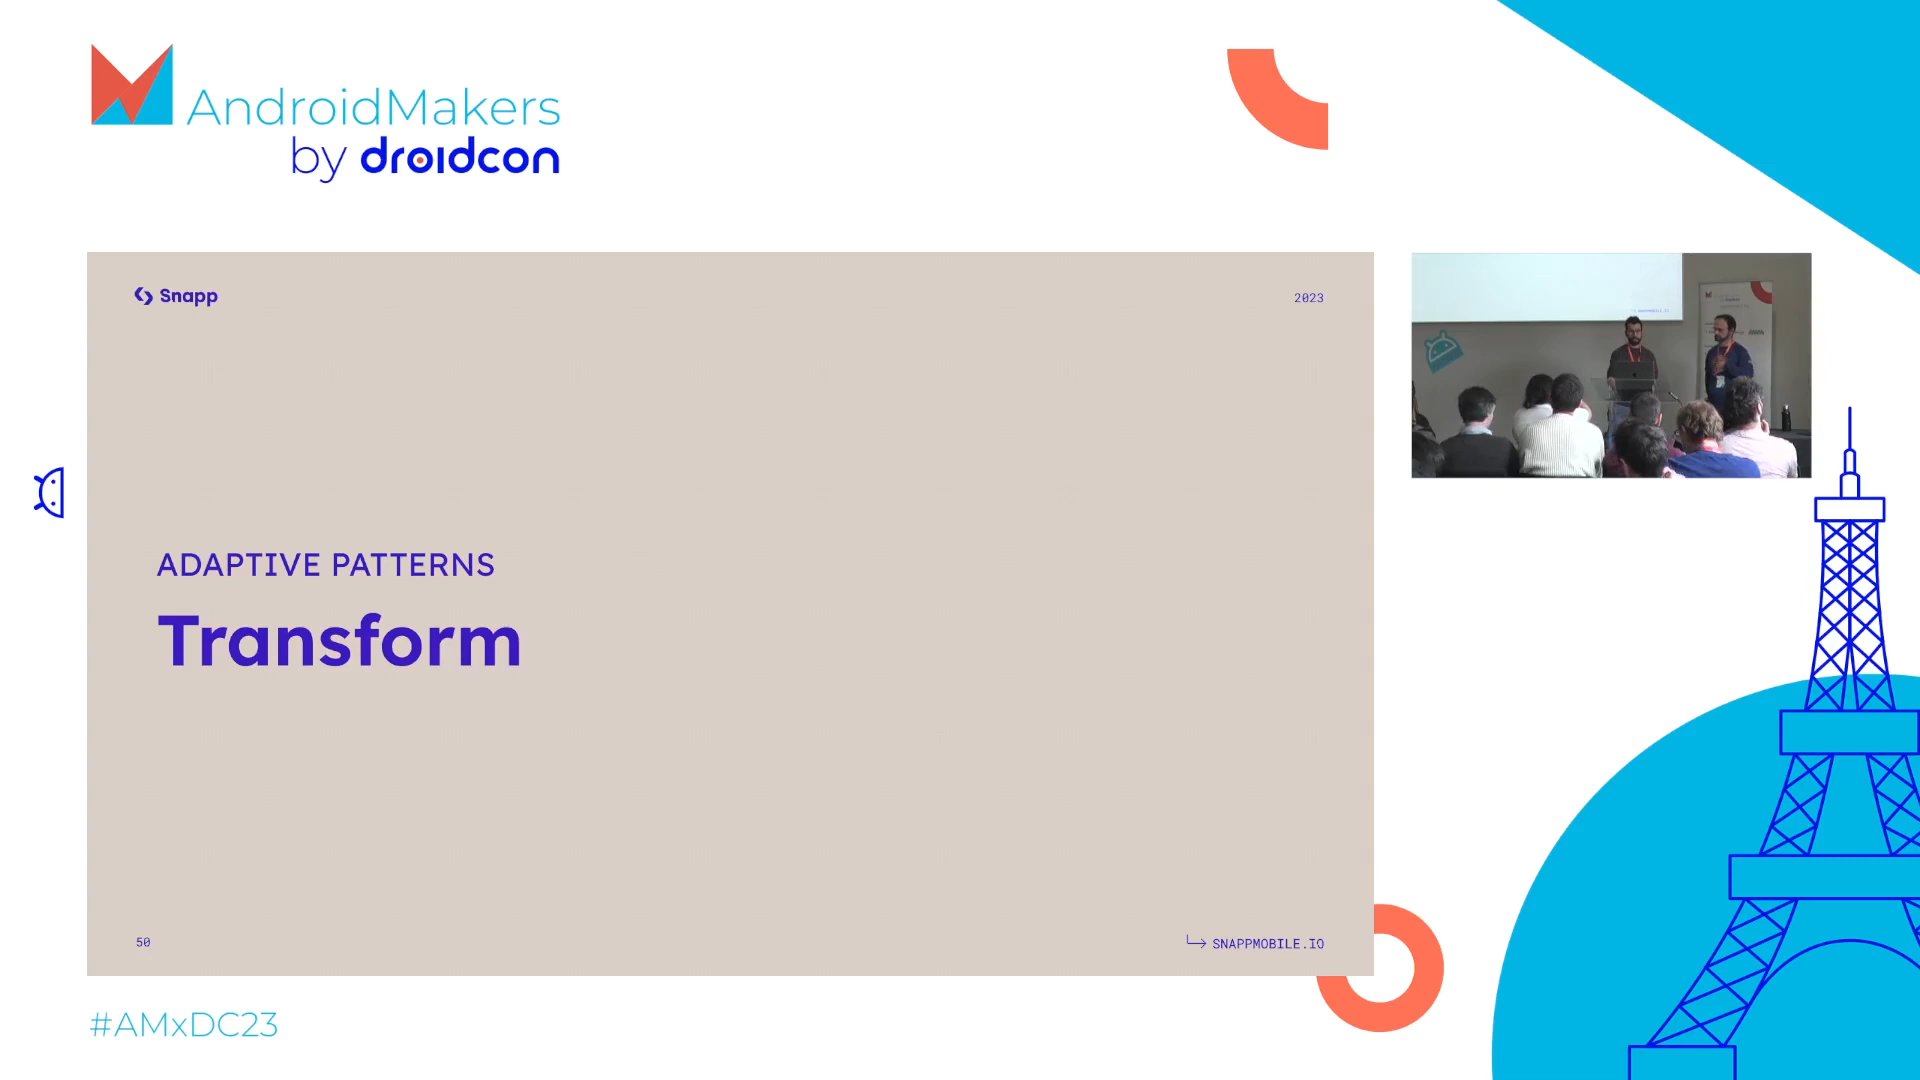 AndroidMakers
by droidcon
Snapp
2023
ADAPTIVE PATTERNS
Transform
50
SNAPPMOBILE.IO
#AMxDC23